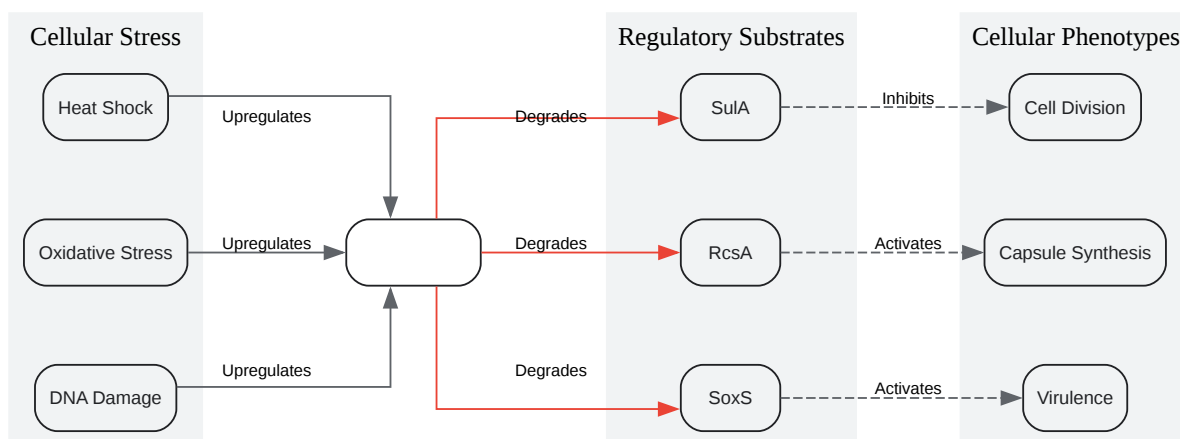 Cellular Stress
Regulatory Substrates
Cellular Phenotypes
Heat Shock
Upregulates
Degrades
SulA
Inhibits
Cell Division
Oxidative Stress
Upregulates
Degrades
RcsA
Activates
Capsule Synthesis
DNA Damage
Upregulates
Degrades
SoxS
Activates
Virulence